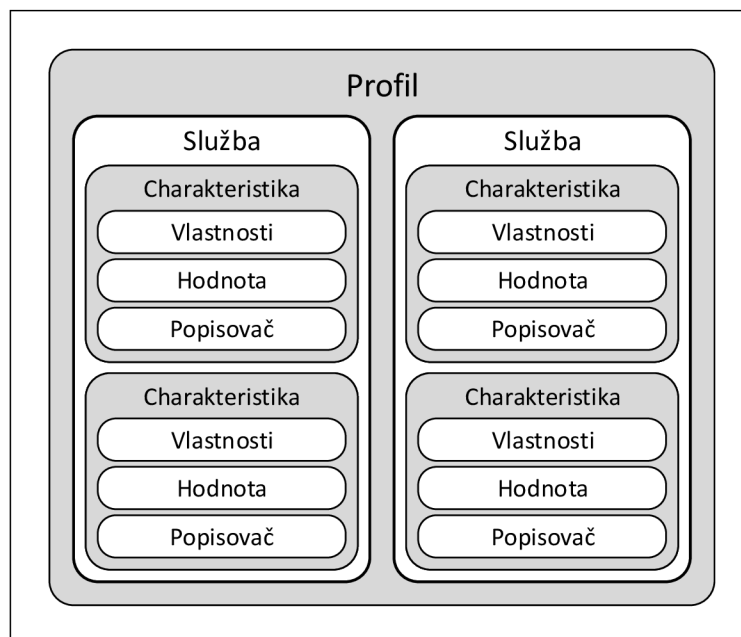 Profil
Služba
Charakteristika
Vlastnosti
Hodnota
Popisovač
Charakteristika
Vlastnosti
Hodnota
Popisovač
Služba
Charakteristika
Vlastnosti
Hodnota
Popisovač
Charakteristika
Vlastnosti
Hodnota
Popisovač